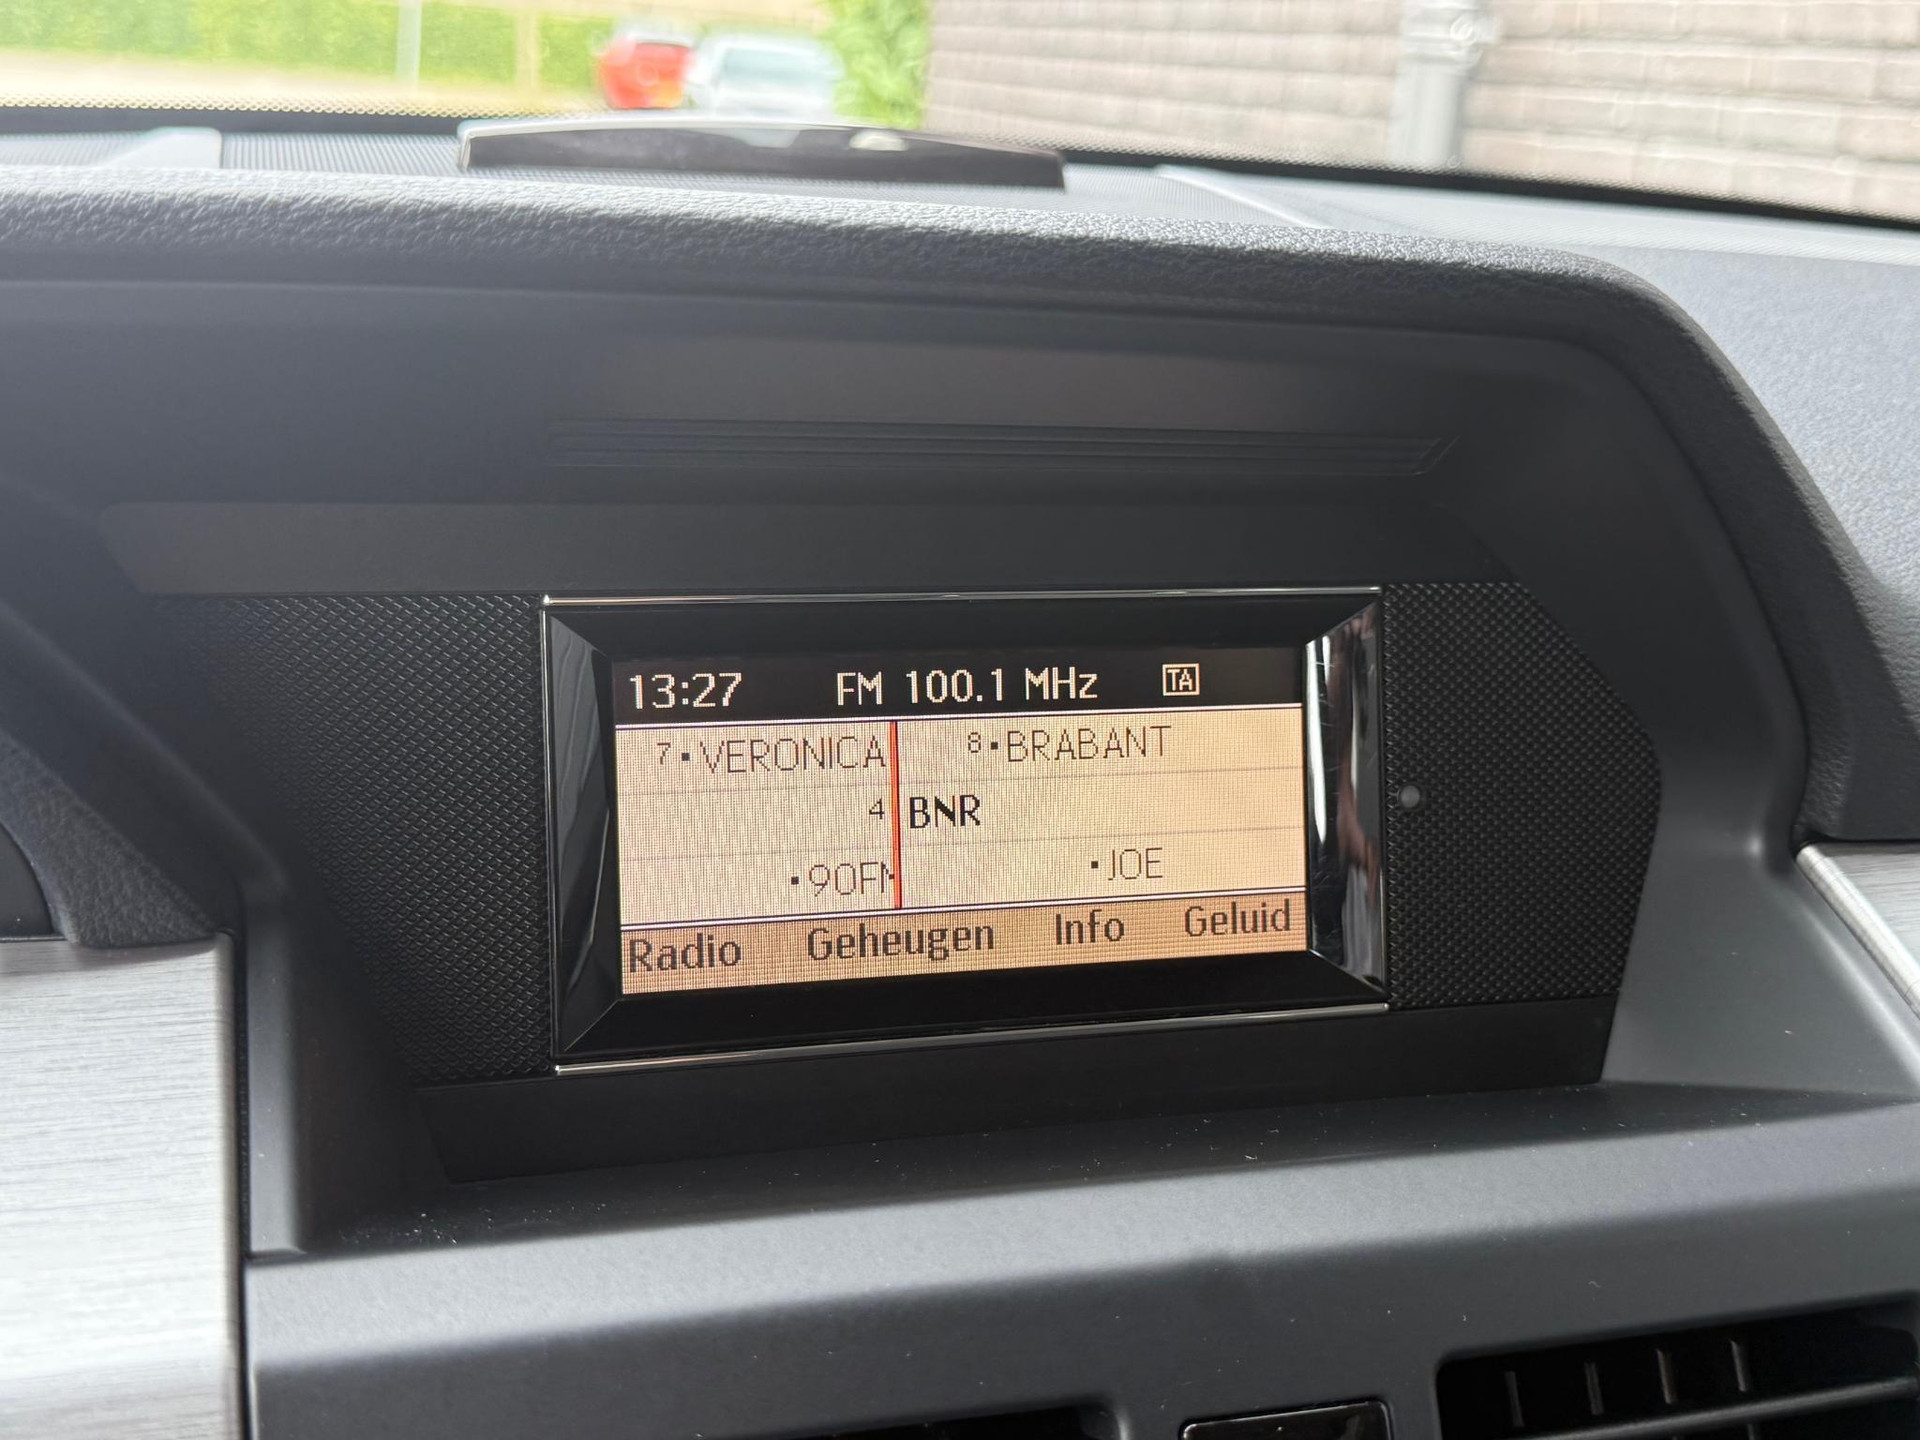 13:27 FM 100.1 MHz TA
7 ▪VERONICA 8 ▪BRABANT
4 BNR
▪90FM ▪JOE
Radio Geheugen Info Geluid